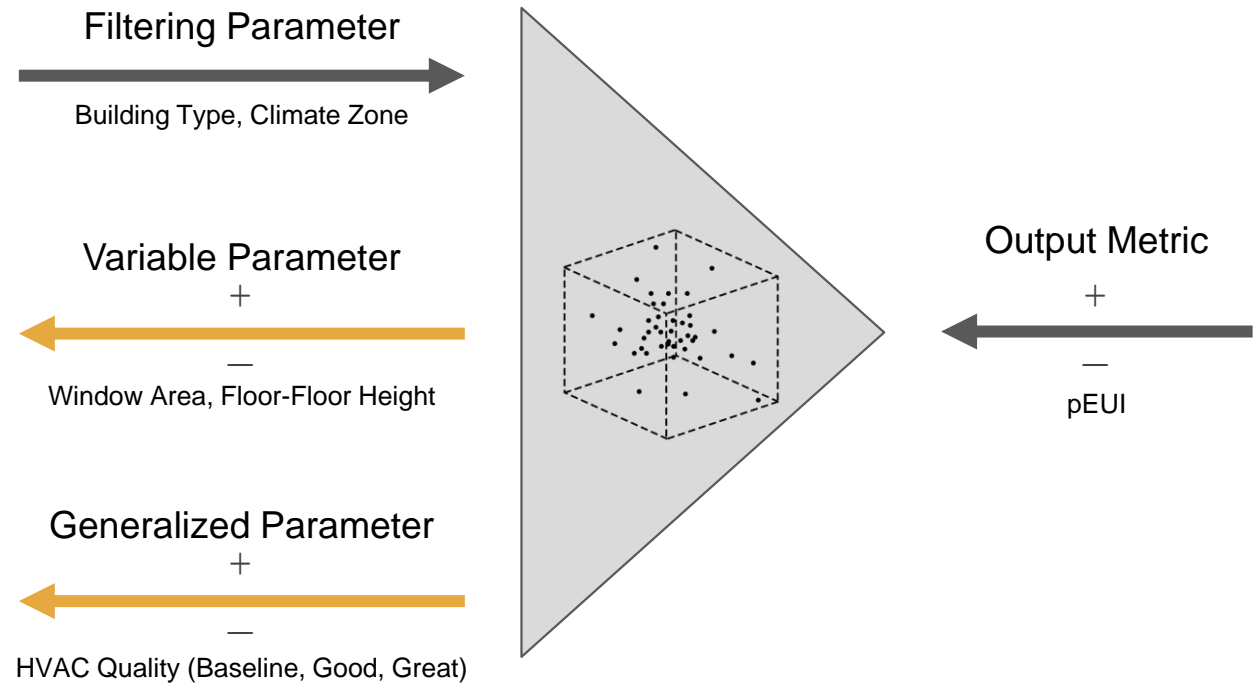 Filtering Parameter
Building Type, Climate Zone
Variable Parameter
+
—
Window Area, Floor-Floor Height
Generalized Parameter
+
—
HVAC Quality (Baseline, Good, Great)
Output Metric
+
—
pEUI